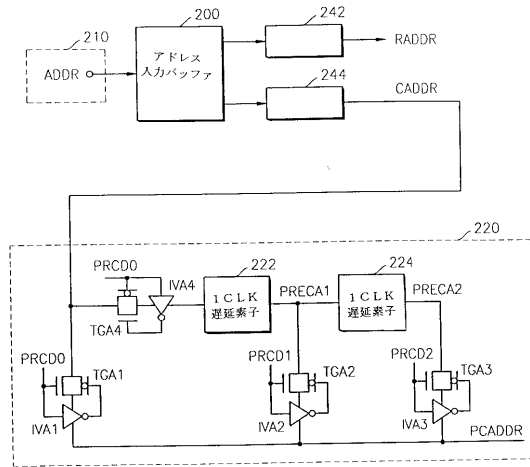 200
242
210
アドレス
入力バッファ
RADDR
ADDR
244
CADDR
220
PRCD0
IVA4
222
224
1CLK
遅延素子
PRECA1
1CLK
遅延素子
PRECA2
TGA4
PRCD0
TGA1
PRCD1
TGA2
PRCD2
TGA3
IVA1
IVA2
IVA3
PCADDR